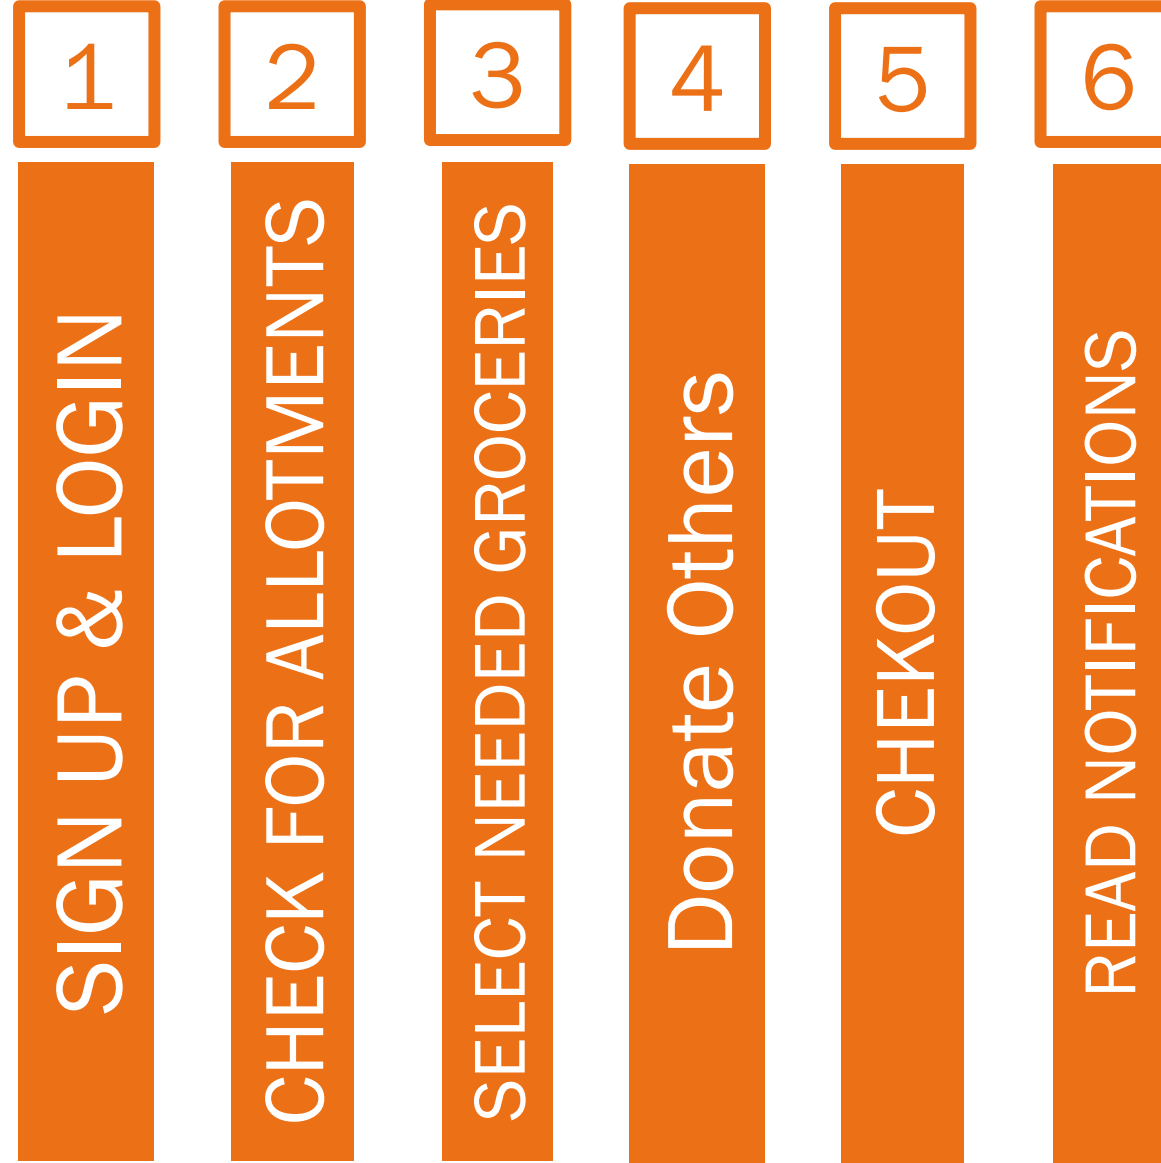 1
SIGN UP & LOGIN
2
CHECK FOR ALLOTMENTS
3
SELECT NEEDED GROCERIES
4
Donate Others
5
CHEKOUT
6
READ NOTIFICATIONS